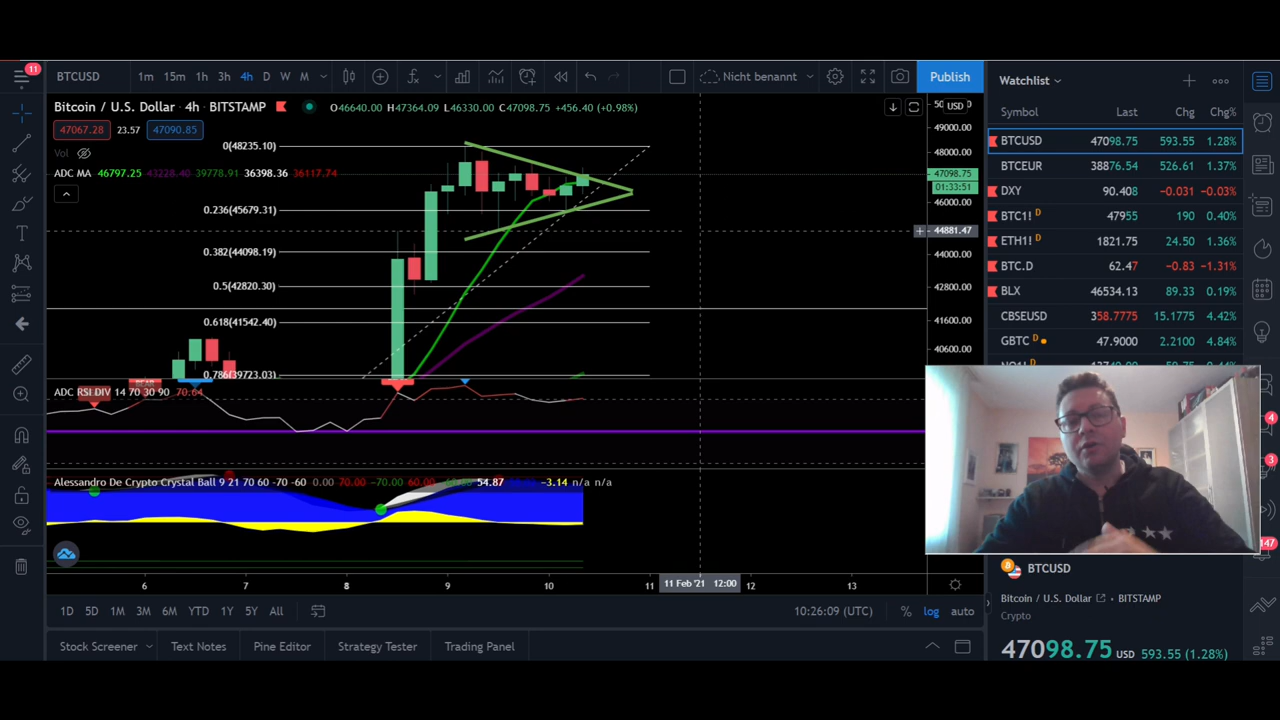 11
BTCUSD 1m 15m 1h 3h 4h D W M Nicht benannt Publish
Watchlist
Bitcoin / U.S. Dollar · 4h · BITSTAMP O46640.00 H47364.09 L46330.00 C47098.75 +456.40 (+0.98%)
USD
47067.28 23.57 47090.85
Vol
ADC MA 46797.25 43228.40 39778.91 36398.36 36117.74
0(48235.10)
0.236(45679.31)
0.382(44098.19)
0.5(42820.30)
0.618(41542.40)
0.786(39723.03)
49000.00
48000.00
47098.75
01:33:51
46000.00
44881.47
44000.00
42800.00
41600.00
40600.00
BEAR
ADC RSI DIV 14 70 30 90 70.64
Alessandro De Crypto Crystal Ball 9 21 70 60 -70 -60 0.00 70.00 -70.00 60.00 54.87 −3.14 n/a n/a
6 7 8 9 10 11 11 Feb '21 12:00 12 13
1D 5D 1M 3M 6M YTD 1Y 5Y All 10:26:09 (UTC) % log auto
Stock Screener Text Notes Pine Editor Strategy Tester Trading Panel
Symbol Last Chg Chg%
BTCUSD 47098.75 593.55 1.28%
BTCEUR 38876.54 526.61 1.37%
DXY 90.408 −0.031 −0.03%
BTC1! D 47955 190 0.40%
ETH1! D 1821.75 24.50 1.36%
BTC.D 62.47 −0.83 −1.31%
BLX 46534.13 89.33 0.19%
CBSEUSD 358.7775 15.1775 4.42%
GBTC D 47.9000 2.2100 4.84%
4
3
147
BTCUSD
Bitcoin / U.S. Dollar · BITSTAMP
Crypto
47098.75 USD 593.55 (1.28%)